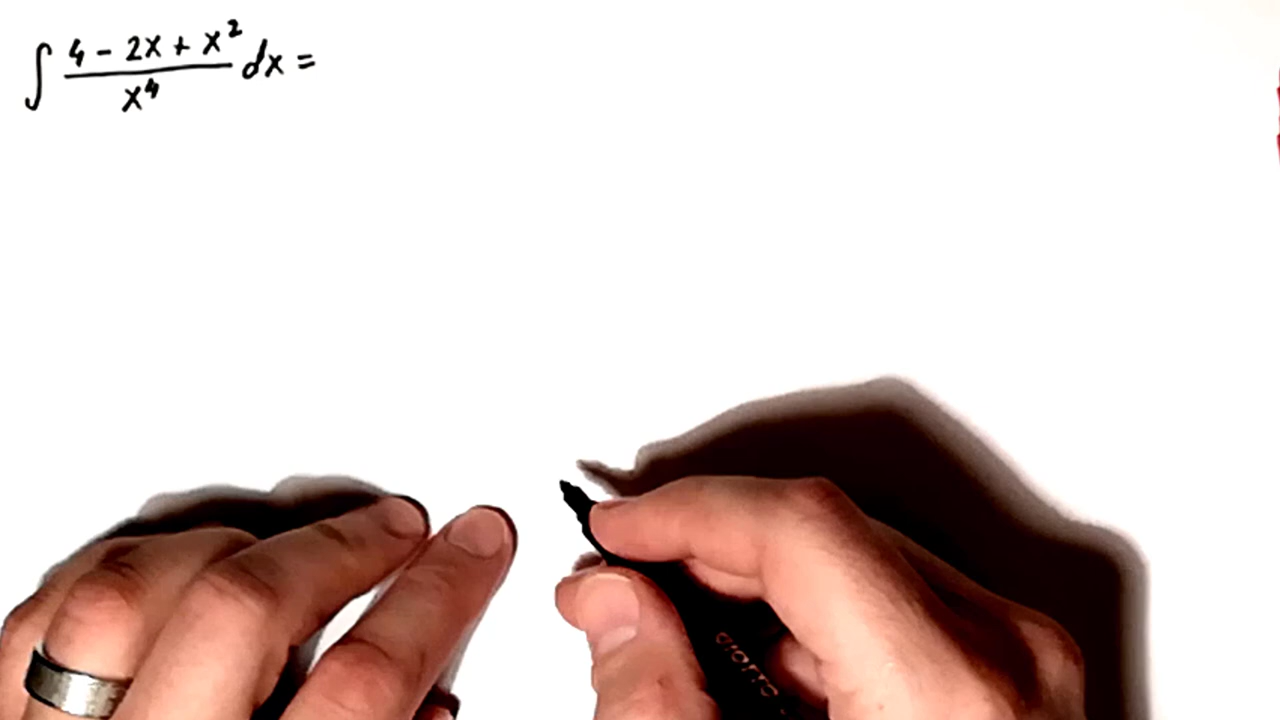 ∫ (4 - 2x + x²)/x⁴ dx =